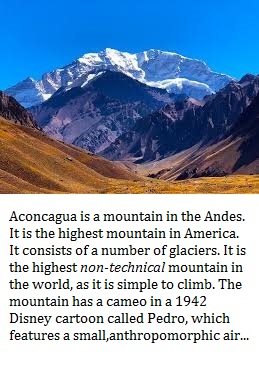 Aconcagua is a mountain in the Andes.
It is the highest mountain in America.
It consists of a number of glaciers. It is
the highest non-technical mountain in
the world, as it is simple to climb. The
mountain has a cameo in a 1942
Disney cartoon called Pedro, which
features a small,anthropomorphic air...